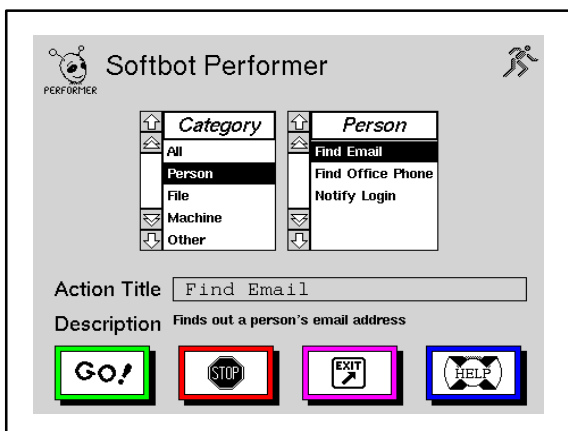 Softbot Performer
PERFORMER
Category
All
Person
File
Machine
Other
Person
Find Email
Find Office Phone
Notify Login
Action Title Find Email
Description Finds out a person's email address
GO!
STOP
EXIT
HELP